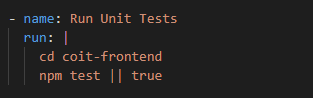 - name: Run Unit Tests
  run: |
    cd coit-frontend
    npm test || true